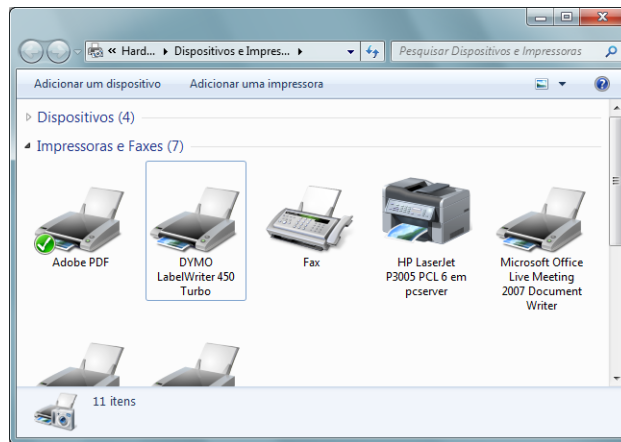 « Hard... ▸ Dispositivos e Impres... ▸
Pesquisar Dispositivos e Impressoras
Adicionar um dispositivo Adicionar uma impressora
Dispositivos (4)
Impressoras e Faxes (7)
Adobe PDF
DYMO
LabelWriter 450
Turbo
Fax
HP LaserJet
P3005 PCL 6 em
pcserver
Microsoft Office
Live Meeting
2007 Document
Writer
11 itens